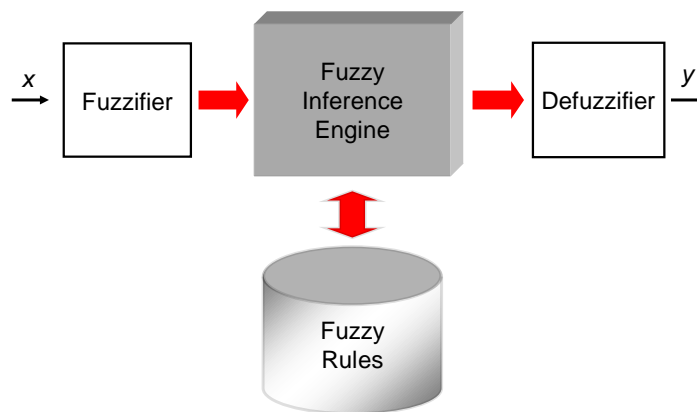 x
Fuzzifier
Fuzzy
Inference
Engine
Defuzzifier
y
Fuzzy
Rules